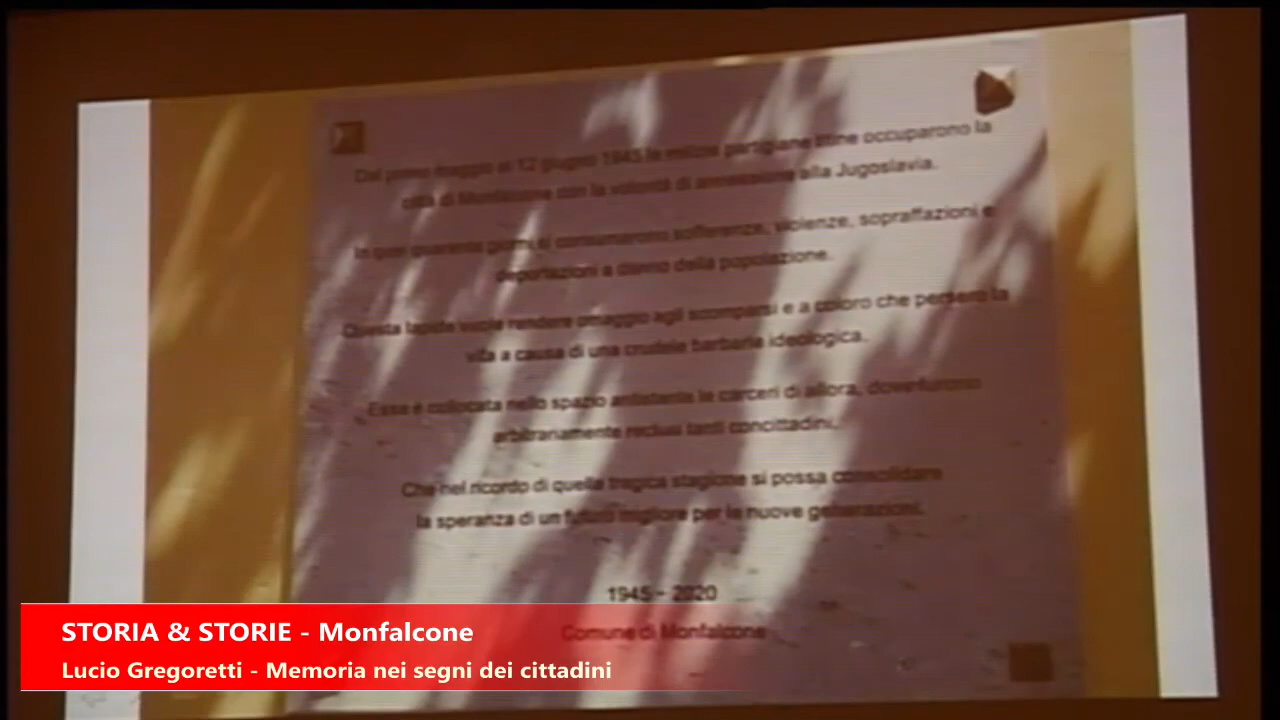 Dal primo maggio al 12 giugno 1945 le milizie partigiane titine occuparono la
città di Monfalcone con la volontà di annessione alla Jugoslavia.
In quei quaranta giorni si consumarono sofferenze, violenze, sopraffazioni e
deportazioni a danno della popolazione.
Questa lapide vuole rendere omaggio agli scomparsi e a coloro che persero la
vita a causa di una crudele barbarie ideologica.
Essa è collocata nello spazio antistante le carceri di allora, dove furono
arbitrariamente reclusi tanti concittadini.
Che nel ricordo di quella tragica stagione si possa consolidare
la speranza di un futuro migliore per le nuove generazioni.
1945 - 2020
Comune di Monfalcone
STORIA & STORIE - Monfalcone
Lucio Gregoretti - Memoria nei segni dei cittadini